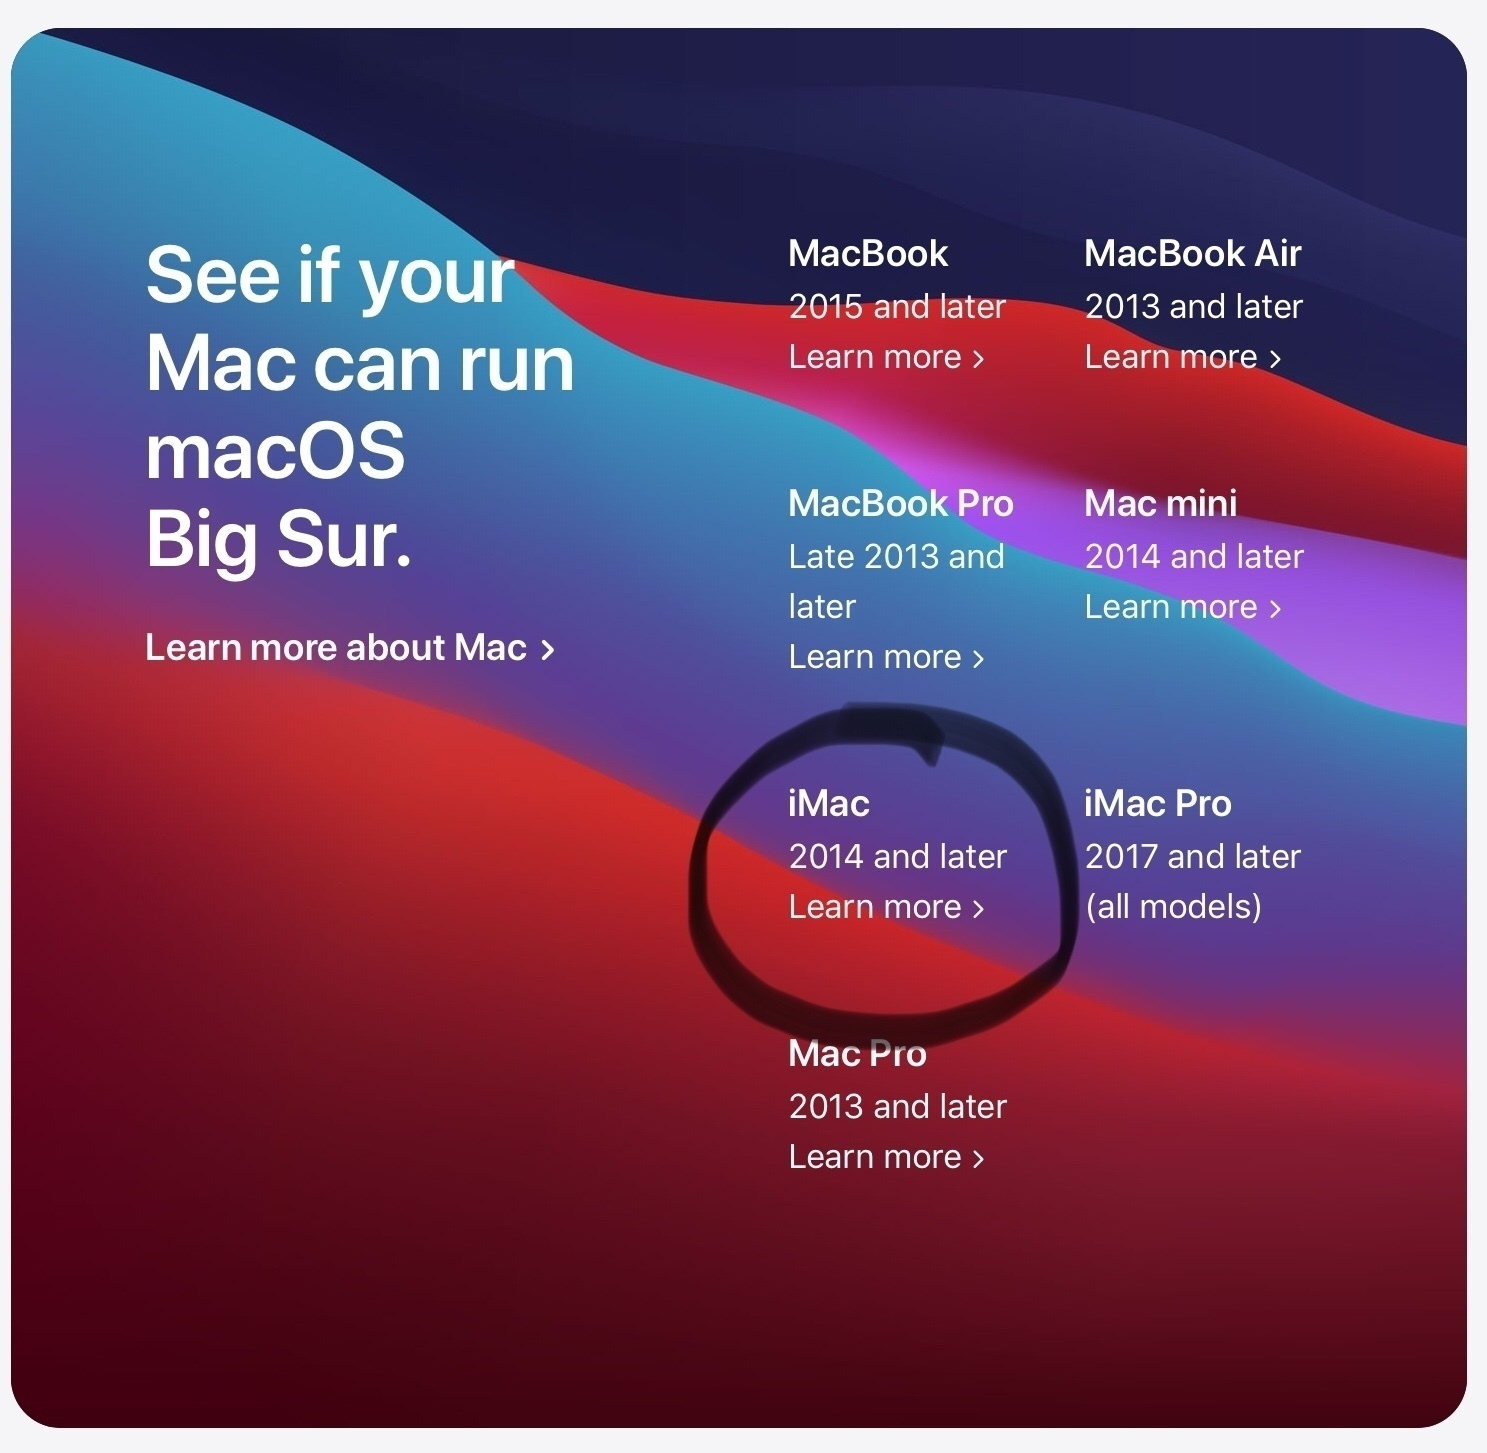 See if your
Mac can run
macOS
Big Sur.
Learn more about Mac >
MacBook
2015 and later
Learn more >
MacBook Air
2013 and later
Learn more >
MacBook Pro
Late 2013 and
later
Learn more >
Mac mini
2014 and later
Learn more >
iMac
2014 and later
Learn more >
iMac Pro
2017 and later
(all models)
Mac Pro
2013 and later
Learn more >